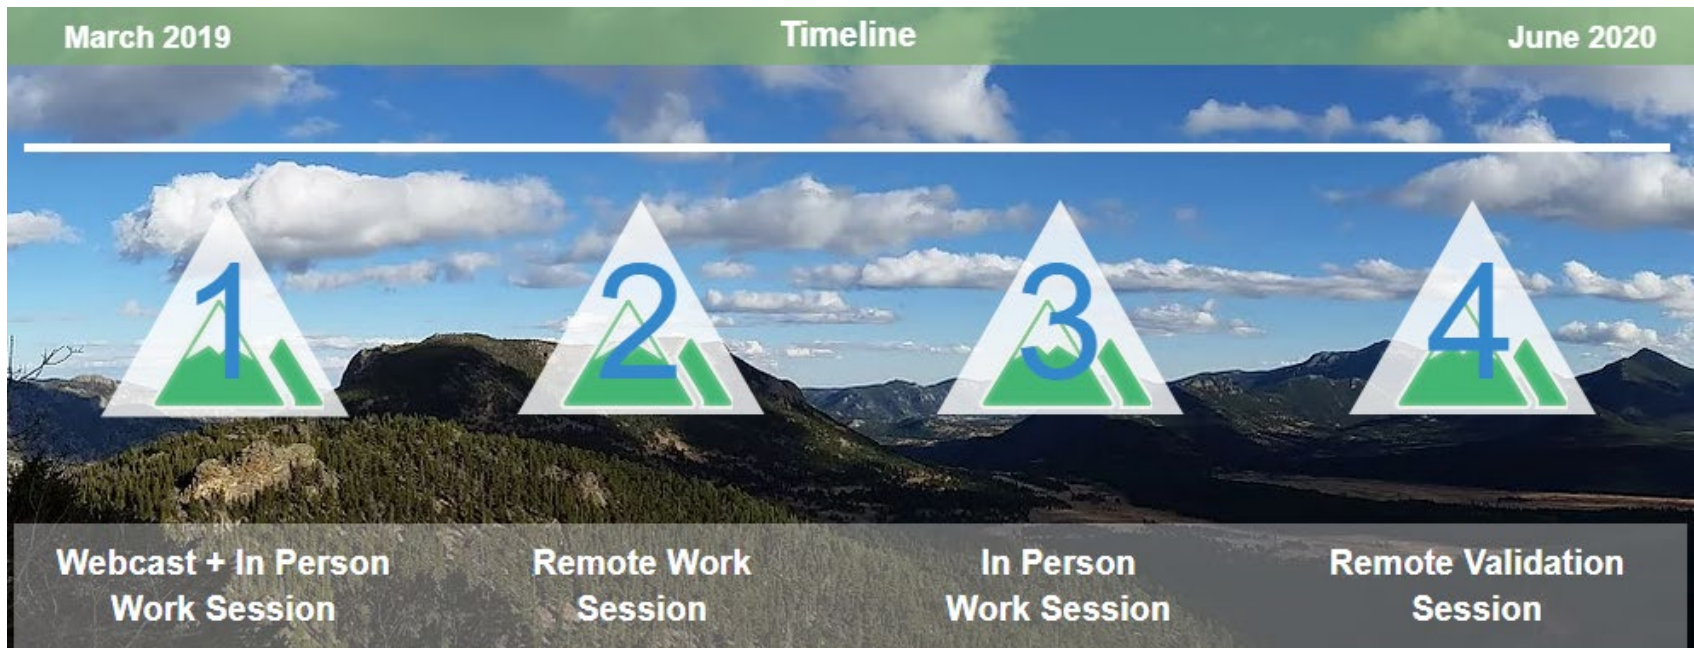 March 2019
Timeline
June 2020
1
2
3
4
Webcast + In Person
Work Session
Remote Work
Session
In Person
Work Session
Remote Validation
Session